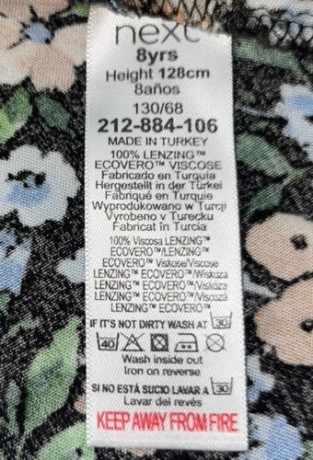 next
8yrs
Height 128cm
8años
130/68
212-884-106
MADE IN TURKEY
100% LENZING™
ECOVERO™ VISCOSE
Fabricado en Turquía
Hergestellt in der Türkei
Fabriqué en Turquie
Wyprodukowano w Turcji
Vyrobeno v Turecku
Fabricat în Turcia
100% Viscosa LENZING™
ECOVERO™/LENZING™
ECOVERO™ Viskose/Viscose
LENZING™ ECOVERO™/Wiskoza
LENZING™ ECOVERO™/Viskóza
LENZING™ ECOVERO™/Viscoză
LENZING™ ECOVERO™
IF IT'S NOT DIRTY WASH AT 30
40
Wash inside out
Iron on reverse
SI NO ESTÁ SUCIO LAVAR A 30
Lavar del revés
KEEP AWAY FROM FIRE